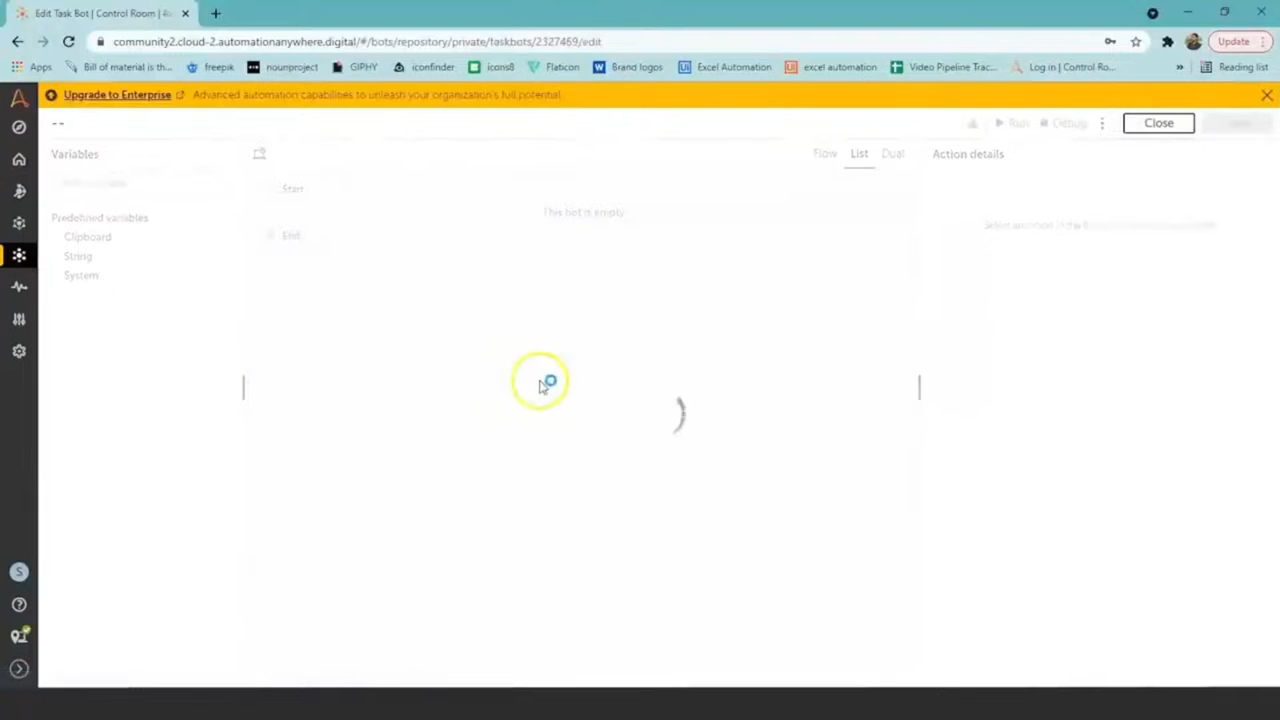 Edit Task Bot | Control Room |
community2.cloud-2.automationanywhere.digital/#/bots/repository/private/taskbots/2327469/edit
Update
Apps
Bill of material is th...
freepik
nounproject
GIPHY
iconfinder
icons8
Flaticon
Brand logos
Excel Automation
excel automation
Video Pipeline Trac...
Log in | Control Ro...
»
Reading list
Upgrade to Enterprise
Advanced automation capabilities to unleash your organization's full potential.
--
Run
Debug
Close
Variables
Flow
List
Dual
Action details
Start
This bot is empty
Predefined variables
Clipboard
End
String
System
S